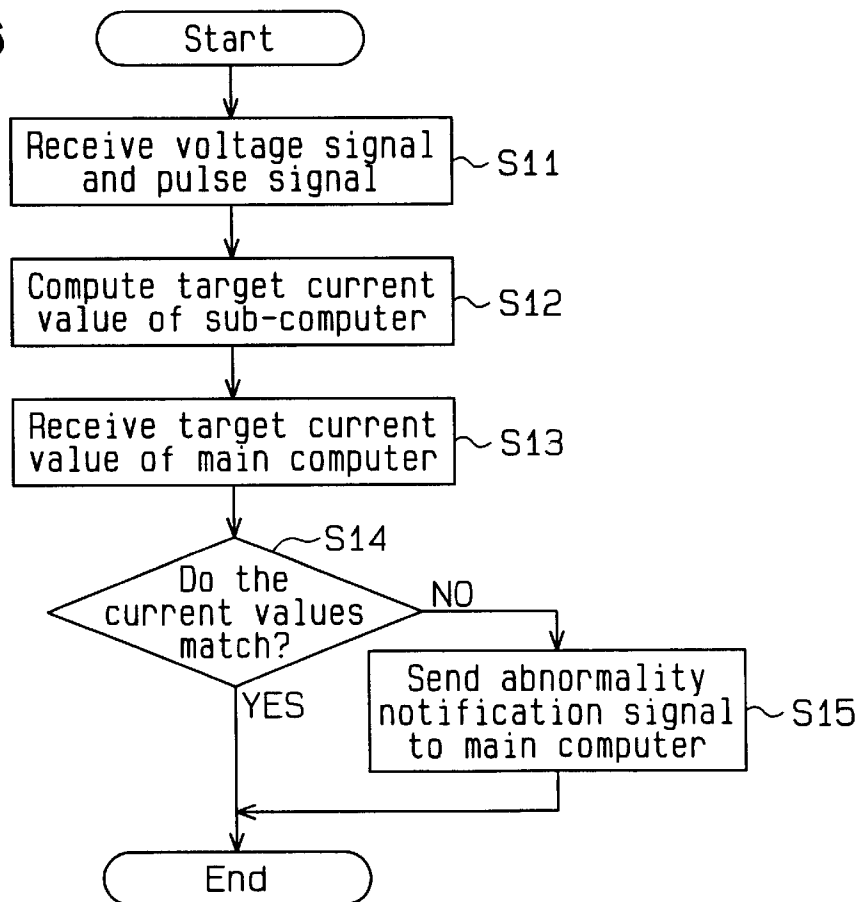 Start
Receive voltage signal
and pulse signal
S11
Compute target current
value of sub-computer
S12
Receive target current
value of main computer
S13
S14
Do the
current values
match?
NO
YES
Send abnormality
notification signal
to main computer
S15
End